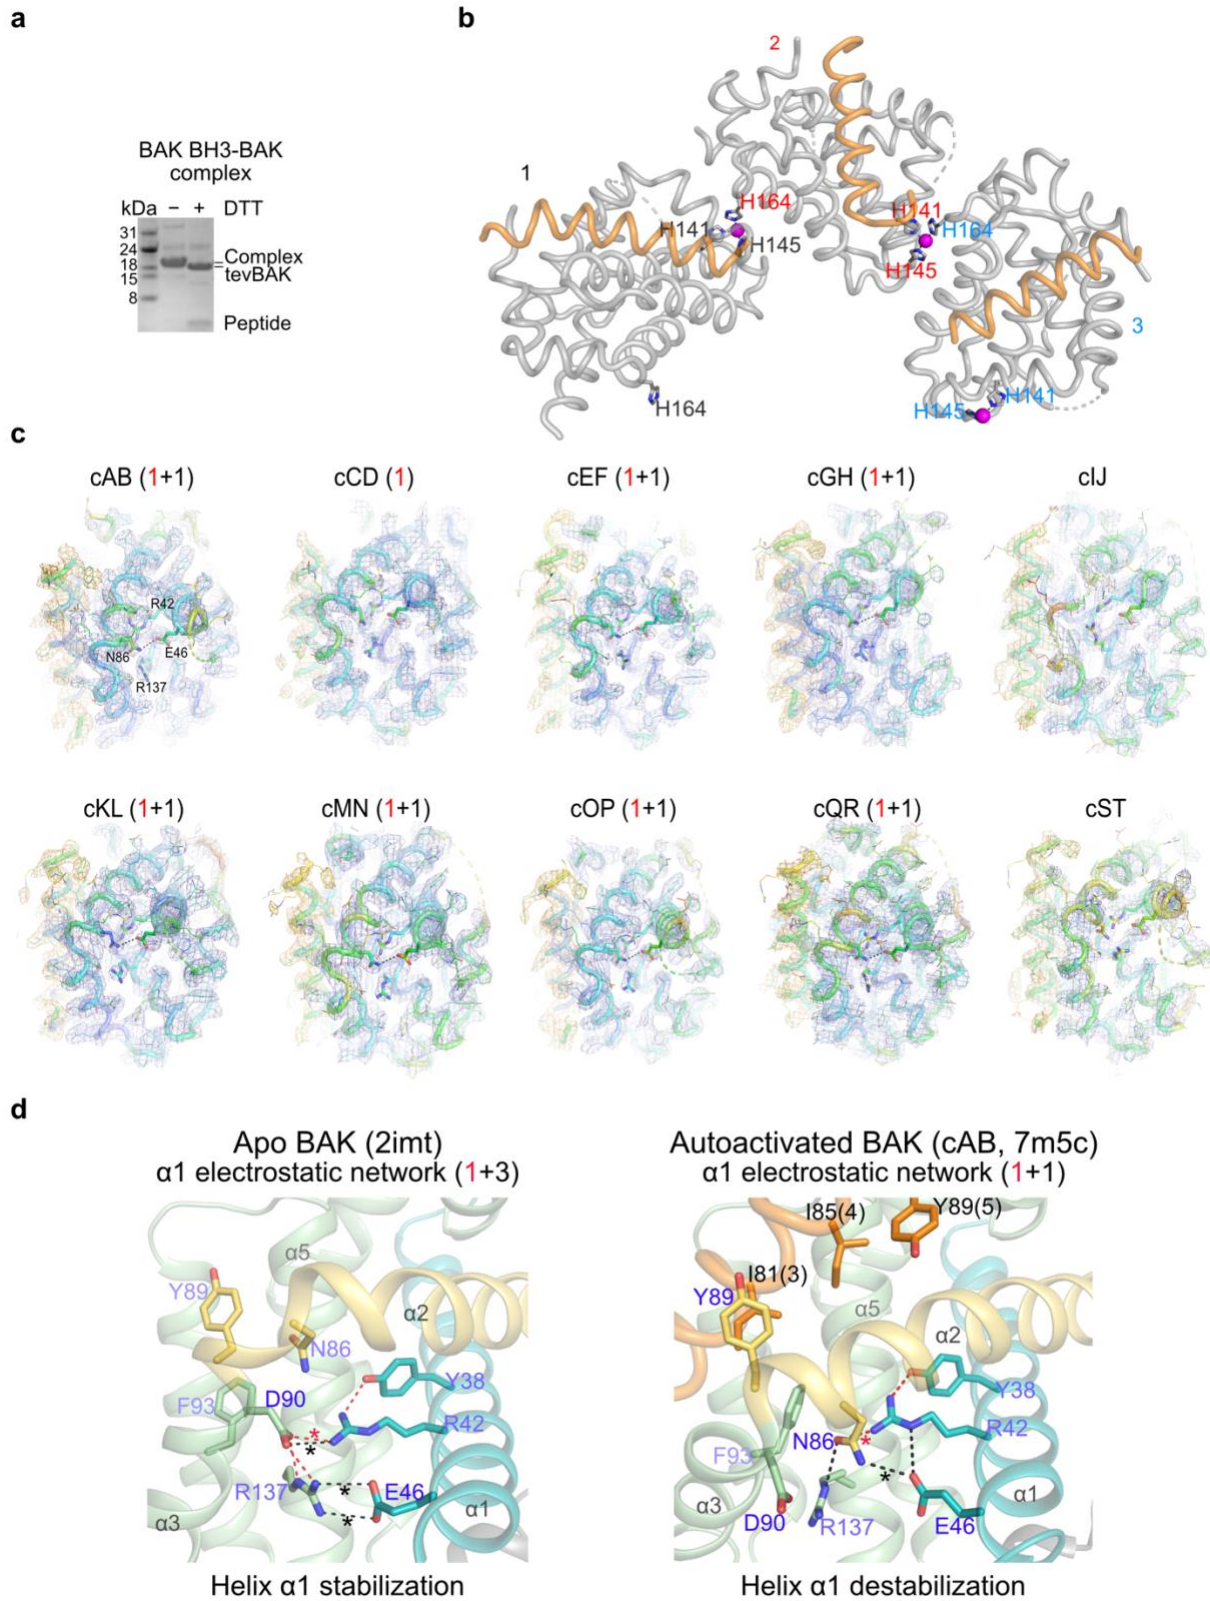 a
BAK BH3-BAK
complex
kDa − + DTT
31
24
18
15
8
Complex
tevBAK
Peptide
b
1
2
3
H164
H141
H145
H141
H164
H145
H164
H145
H141
c
cAB (1+1)
cCD (1)
cEF (1+1)
cGH (1+1)
cIJ
R42
N86
E46
R137
cKL (1+1)
cMN (1+1)
cOP (1+1)
cQR (1+1)
cST
d
Apo BAK (2imt)
α1 electrostatic network (1+3)
α5
Y89
α2
N86
Y38
F93
D90
R42
*
*
R137
*
E46
*
α3
α1
Helix α1 stabilization
Autoactivated BAK (cAB, 7m5c)
α1 electrostatic network (1+1)
I85(4)
Y89(5)
I81(3)
Y89
α5
α2
Y38
R42
N86
*
F93
*
α3
D90
R137
E46
α1
Helix α1 destabilization